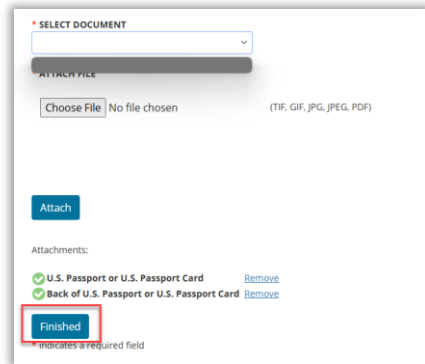 * SELECT DOCUMENT
* ATTACH FILE
Choose File No file chosen (TIF, GIF, JPG, JPEG, PDF)
Attach
Attachments:
U.S. Passport or U.S. Passport Card Remove
Back of U.S. Passport or U.S. Passport Card Remove
Finished
* indicates a required field